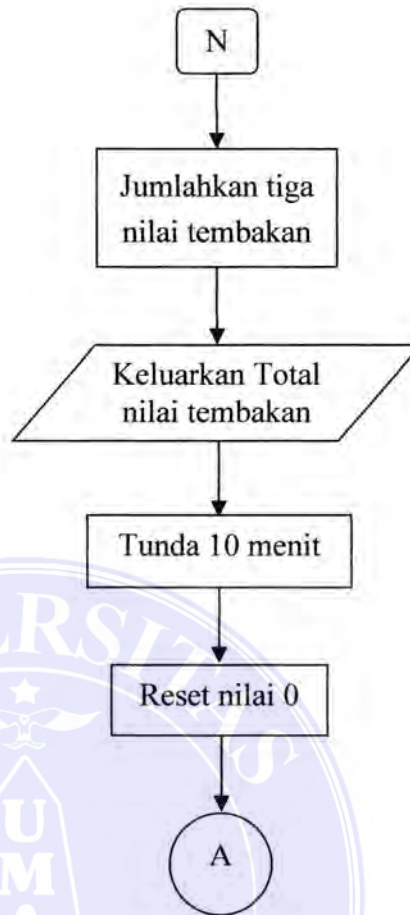 N
Jumlahkan tiga
nilai tembakan
Keluarkan Total
nilai tembakan
Tunda 10 menit
Reset nilai 0
A